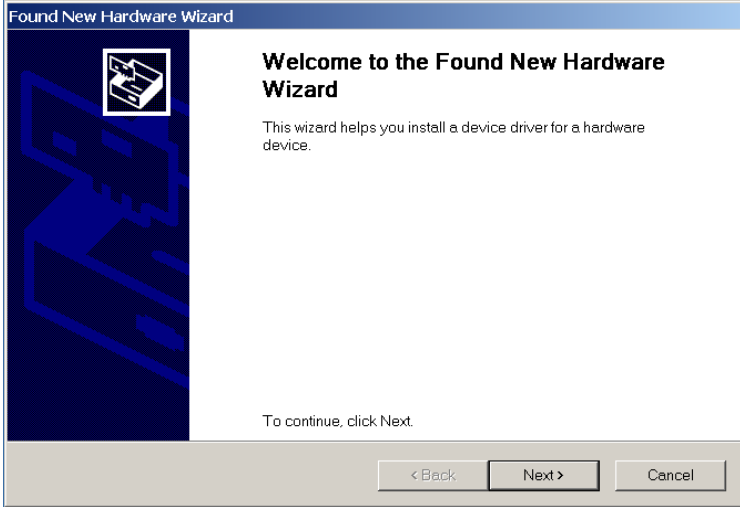 Found New Hardware Wizard
Welcome to the Found New Hardware
Wizard
This wizard helps you install a device driver for a hardware
device.
To continue, click Next.
< Back
Next >
Cancel